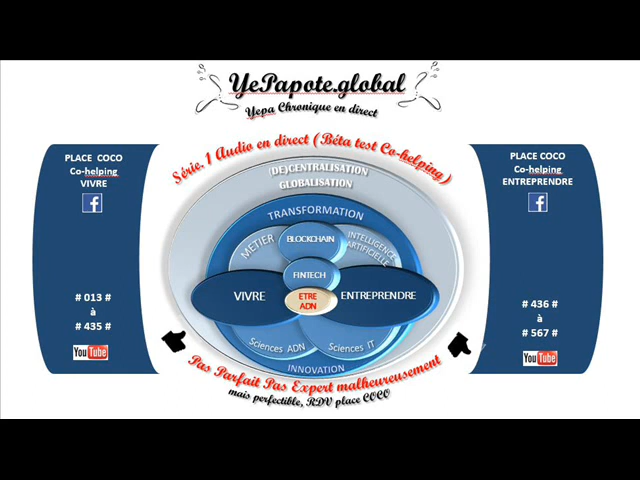 YePapote.global
Yepa Chronique en direct
Série, 1 Audio en direct (Béta test Co-helping)
PLACE COCO
Co-helping
VIVRE
# 013 #
à
# 435 #
YouTube
(DE)CENTRALISATION
GLOBALISATION
TRANSFORMATION
METIER
BLOCKCHAIN
INTELLIGENCE
ARTIFICIELLE
FINTECH
VIVRE
ETRE
ADN
ENTREPRENDRE
Sciences ADN
Sciences IT
INNOVATION
PLACE COCO
Co-helping
ENTREPRENDRE
# 436 #
à
# 567 #
YouTube
Pas Parfait Pas Expert malheureusement
mais perfectible, RDV place COCO